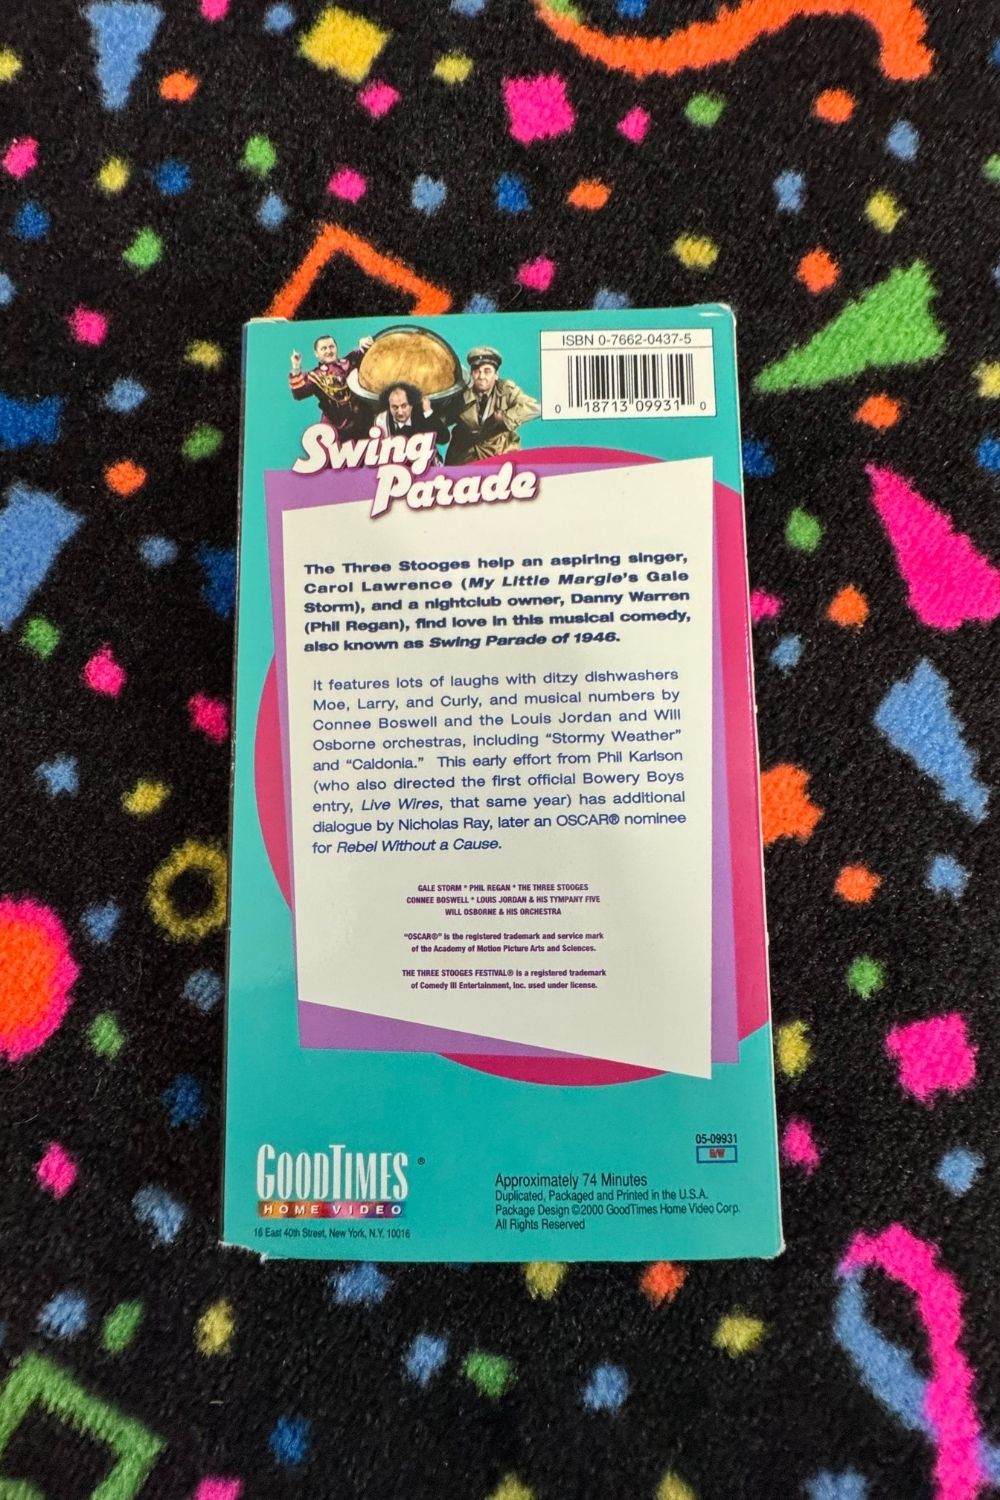 ISBN 0-7662-0437-5
0 18713 09931 0
Swing
Parade
The Three Stooges help an aspiring singer,
Carol Lawrence (My Little Margie's Gale
Storm), and a nightclub owner, Danny Warren
(Phil Regan), find love in this musical comedy,
also known as Swing Parade of 1946.
It features lots of laughs with ditzy dishwashers
Moe, Larry, and Curly, and musical numbers by
Connee Boswell and the Louis Jordan and Will
Osborne orchestras, including “Stormy Weather”
and “Caldonia.” This early effort from Phil Karlson
(who also directed the first official Bowery Boys
entry, Live Wires, that same year) has additional
dialogue by Nicholas Ray, later an OSCAR® nominee
for Rebel Without a Cause.
GALE STORM * PHIL REGAN * THE THREE STOOGES
CONNEE BOSWELL * LOUIS JORDAN & HIS TYMPANY FIVE
WILL OSBORNE & HIS ORCHESTRA
“OSCAR®” is the registered trademark and service mark
of the Academy of Motion Picture Arts and Sciences.
THE THREE STOOGES FESTIVAL® is a registered trademark
of Comedy III Entertainment, Inc. used under license.
GOODTIMES®
HOME VIDEO
16 East 40th Street, New York, N.Y. 10016
05-09931
B/W
Approximately 74 Minutes
Duplicated, Packaged and Printed in the U.S.A.
Package Design ©2000 GoodTimes Home Video Corp.
All Rights Reserved